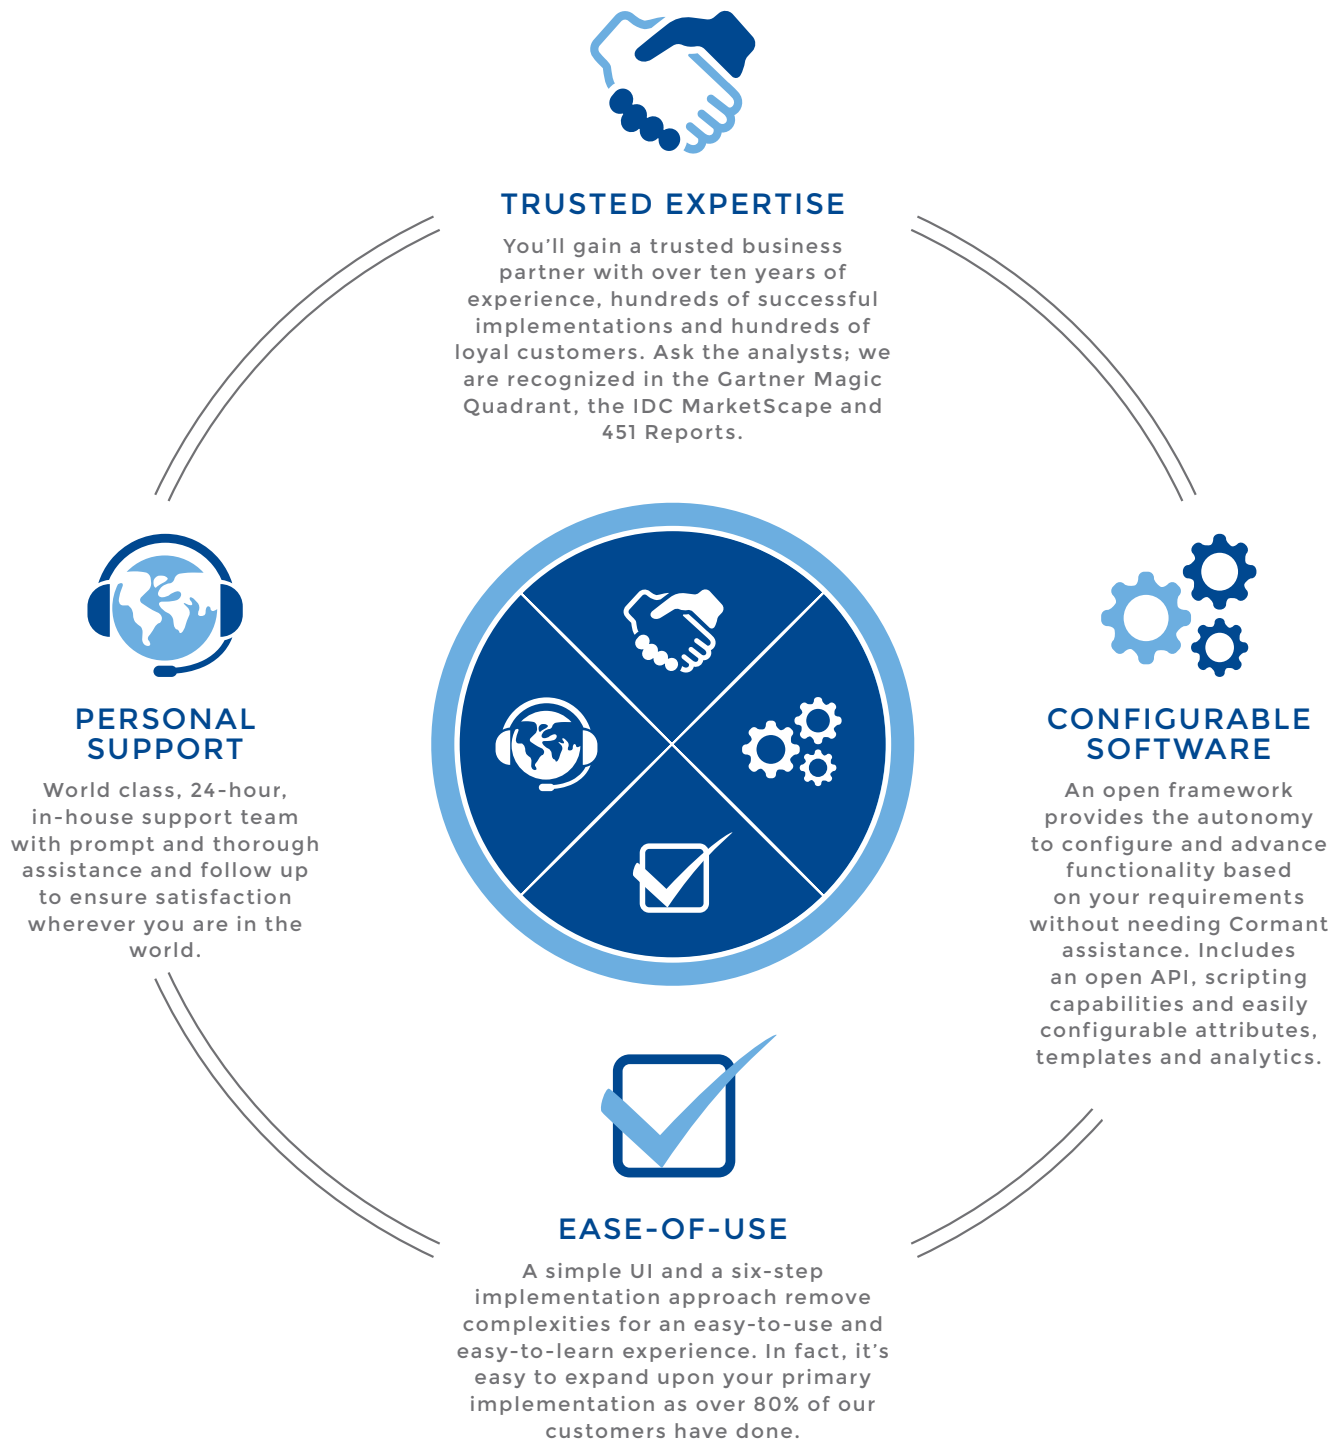 TRUSTED EXPERTISE
You’ll gain a trusted business
partner with over ten years of
experience, hundreds of successful
implementations and hundreds of
loyal customers. Ask the analysts; we
are recognized in the Gartner Magic
Quadrant, the IDC MarketScape and
451 Reports.
PERSONAL
SUPPORT
World class, 24-hour,
in-house support team
with prompt and thorough
assistance and follow up
to ensure satisfaction
wherever you are in the
world.
CONFIGURABLE
SOFTWARE
An open framework
provides the autonomy
to configure and advance
functionality based
on your requirements
without needing Cormant
assistance. Includes
an open API, scripting
capabilities and easily
configurable attributes,
templates and analytics.
EASE-OF-USE
A simple UI and a six-step
implementation approach remove
complexities for an easy-to-use and
easy-to-learn experience. In fact, it’s
easy to expand upon your primary
implementation as over 80% of our
customers have done.